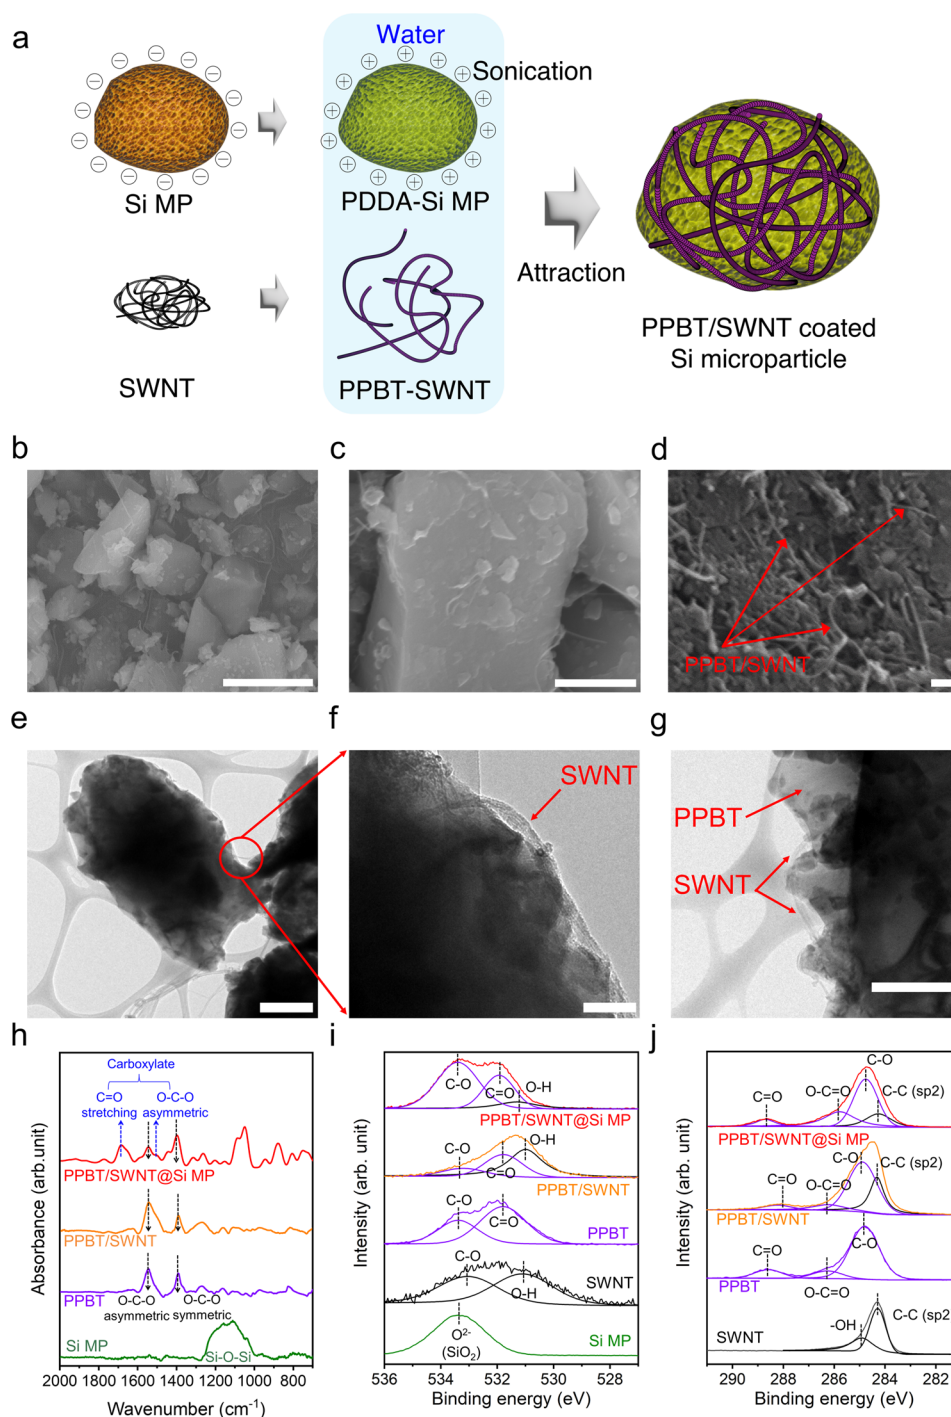 a
Water
Sonication
Si MP
PDDA-Si MP
Attraction
SWNT
PPBT-SWNT
PPBT/SWNT coated
Si microparticle
b
c
d
PPBT/SWNT
e
f
g
SWNT
PPBT
SWNT
h
Carboxylate
C=O
stretching
O-C-O
asymmetric
PPBT/SWNT@Si MP
PPBT/SWNT
PPBT
O-C-O
asymmetric
O-C-O
symmetric
Si MP
Si-O-Si
Absorbance (arb.unit)
2000 1800 1600 1400 1200 1000 800
Wavenumber (cm-1)
i
C-O
C=O
O-H
PPBT/SWNT@Si MP
O-H
C-O
C=O
PPBT/SWNT
C-O
C=O
PPBT
C-O
SWNT
O-H
Si MP
O2-
(SiO2)
Intensity (arb.unit)
536 534 532 530 528
Binding energy (eV)
j
C-O
O-C=O
C=O
C-C (sp2)
PPBT/SWNT@Si MP
C-O
C-C (sp2)
C=O
O-C=O
PPBT/SWNT
C=O
C-O
PPBT
O-C=O
C-C (sp2
-OH
SWNT
Intensity (arb.unit)
290 288 286 284 282
Binding energy (eV)